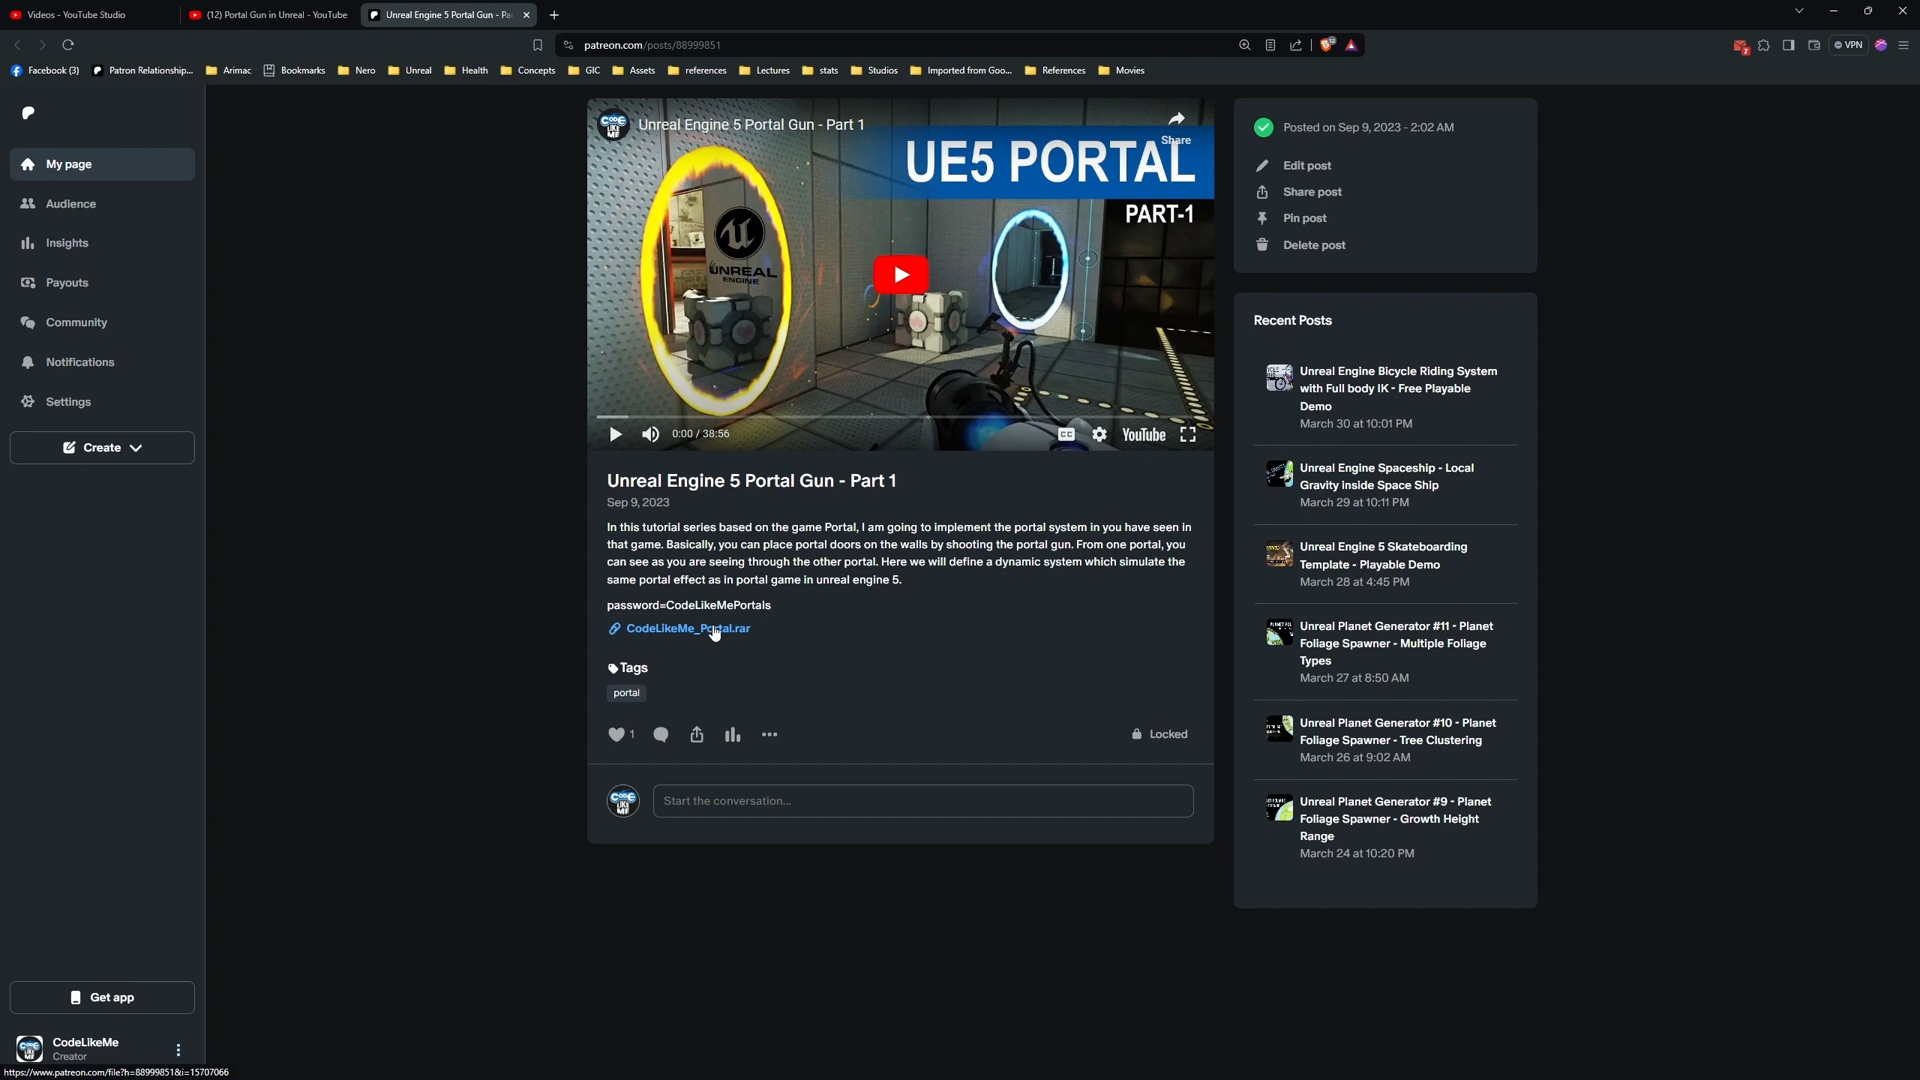 Videos - YouTube Studio
(12) Portal Gun in Unreal - YouTube
Unreal Engine 5 Portal Gun - Pa
patreon.com/posts/88999851
VPN
Facebook (3)
Patron Relationship...
Arimac
Bookmarks
Nero
Unreal
Health
Concepts
GIC
Assets
references
Lectures
stats
Studios
Imported from Goo...
References
Movies
My page
Audience
Insights
Payouts
Community
Notifications
Settings
Create
Get app
CodeLikeMe
Creator
https://www.patreon.com/file?h=88999851&i=15707066
CODE LIKE ME
Unreal Engine 5 Portal Gun - Part 1
Share
UE5 PORTAL
PART-1
UNREAL
ENGINE
0:00 / 38:56
CC
YouTube
Unreal Engine 5 Portal Gun - Part 1
Sep 9, 2023
In this tutorial series based on the game Portal, I am going to implement the portal system in you have seen in
that game. Basically, you can place portal doors on the walls by shooting the portal gun. From one portal, you
can see as you are seeing through the other portal. Here we will define a dynamic system which simulate the
same portal effect as in portal game in unreal engine 5.
password=CodeLikeMePortals
CodeLikeMe_Portal.rar
Tags
portal
1
Locked
Start the conversation...
Posted on Sep 9, 2023 - 2:02 AM
Edit post
Share post
Pin post
Delete post
Recent Posts
Unreal Engine Bicycle Riding System
with Full body IK - Free Playable
Demo
March 30 at 10:01 PM
Unreal Engine Spaceship - Local
Gravity Inside Space Ship
March 29 at 10:11 PM
Unreal Engine 5 Skateboarding
Template - Playable Demo
March 28 at 4:45 PM
Unreal Planet Generator #11 - Planet
Foliage Spawner - Multiple Foliage
Types
March 27 at 8:50 AM
Unreal Planet Generator #10 - Planet
Foliage Spawner - Tree Clustering
March 26 at 9:02 AM
Unreal Planet Generator #9 - Planet
Foliage Spawner - Growth Height
Range
March 24 at 10:20 PM